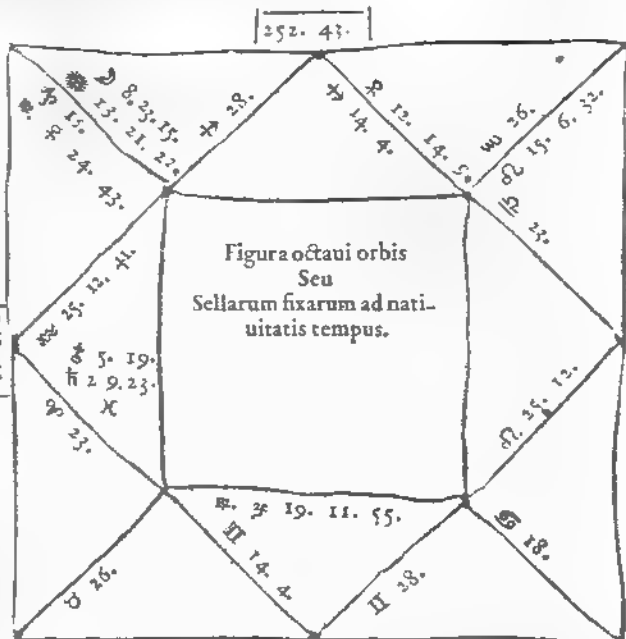 252. 43.
☽ 8. 23. 15.
13. 21. 22.
♑ 15.
24. 43.
♐ 28.
♀ 12. 14. 5.
♐ 14. 4.
♏ 26.
☊ 15. 6. 32.
♎ 23.
Figura octaui orbis
Seu
Sellarum fixarum ad nati-
uitatis tempus.
♒ 25. 12. 41.
5. 19.
♄ 29. 23.
♓
23.
♌ 25. 12.
♃ 19. 11. 55.
♊ 14. 4.
♋ 18.
♉ 26.
♊ 28.